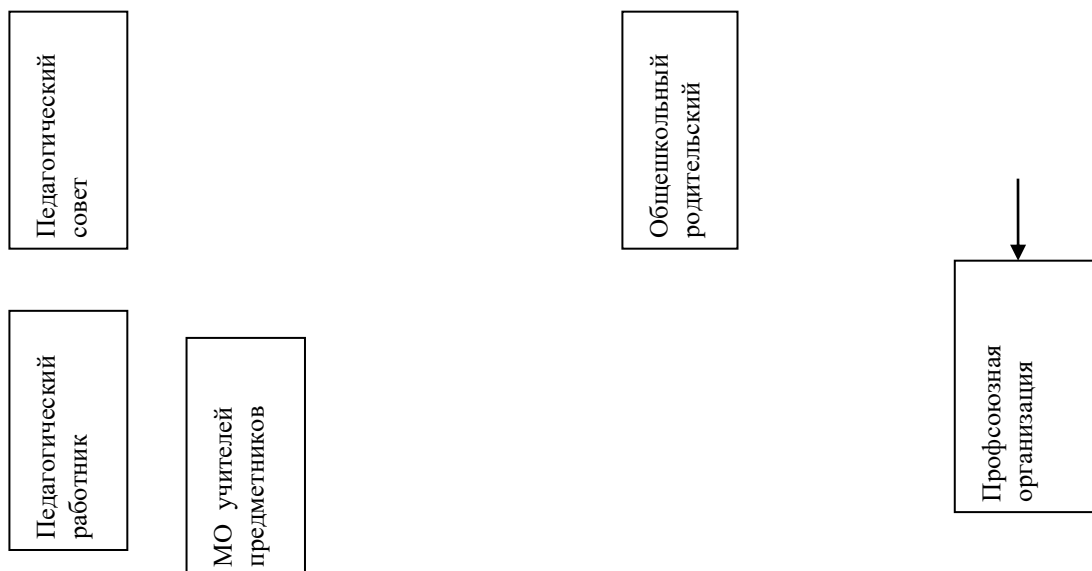 Педагогический
совет
Общешкольный
родительский
Педагогический
работник
МО учителей
предметников
Профсоюзная
организация